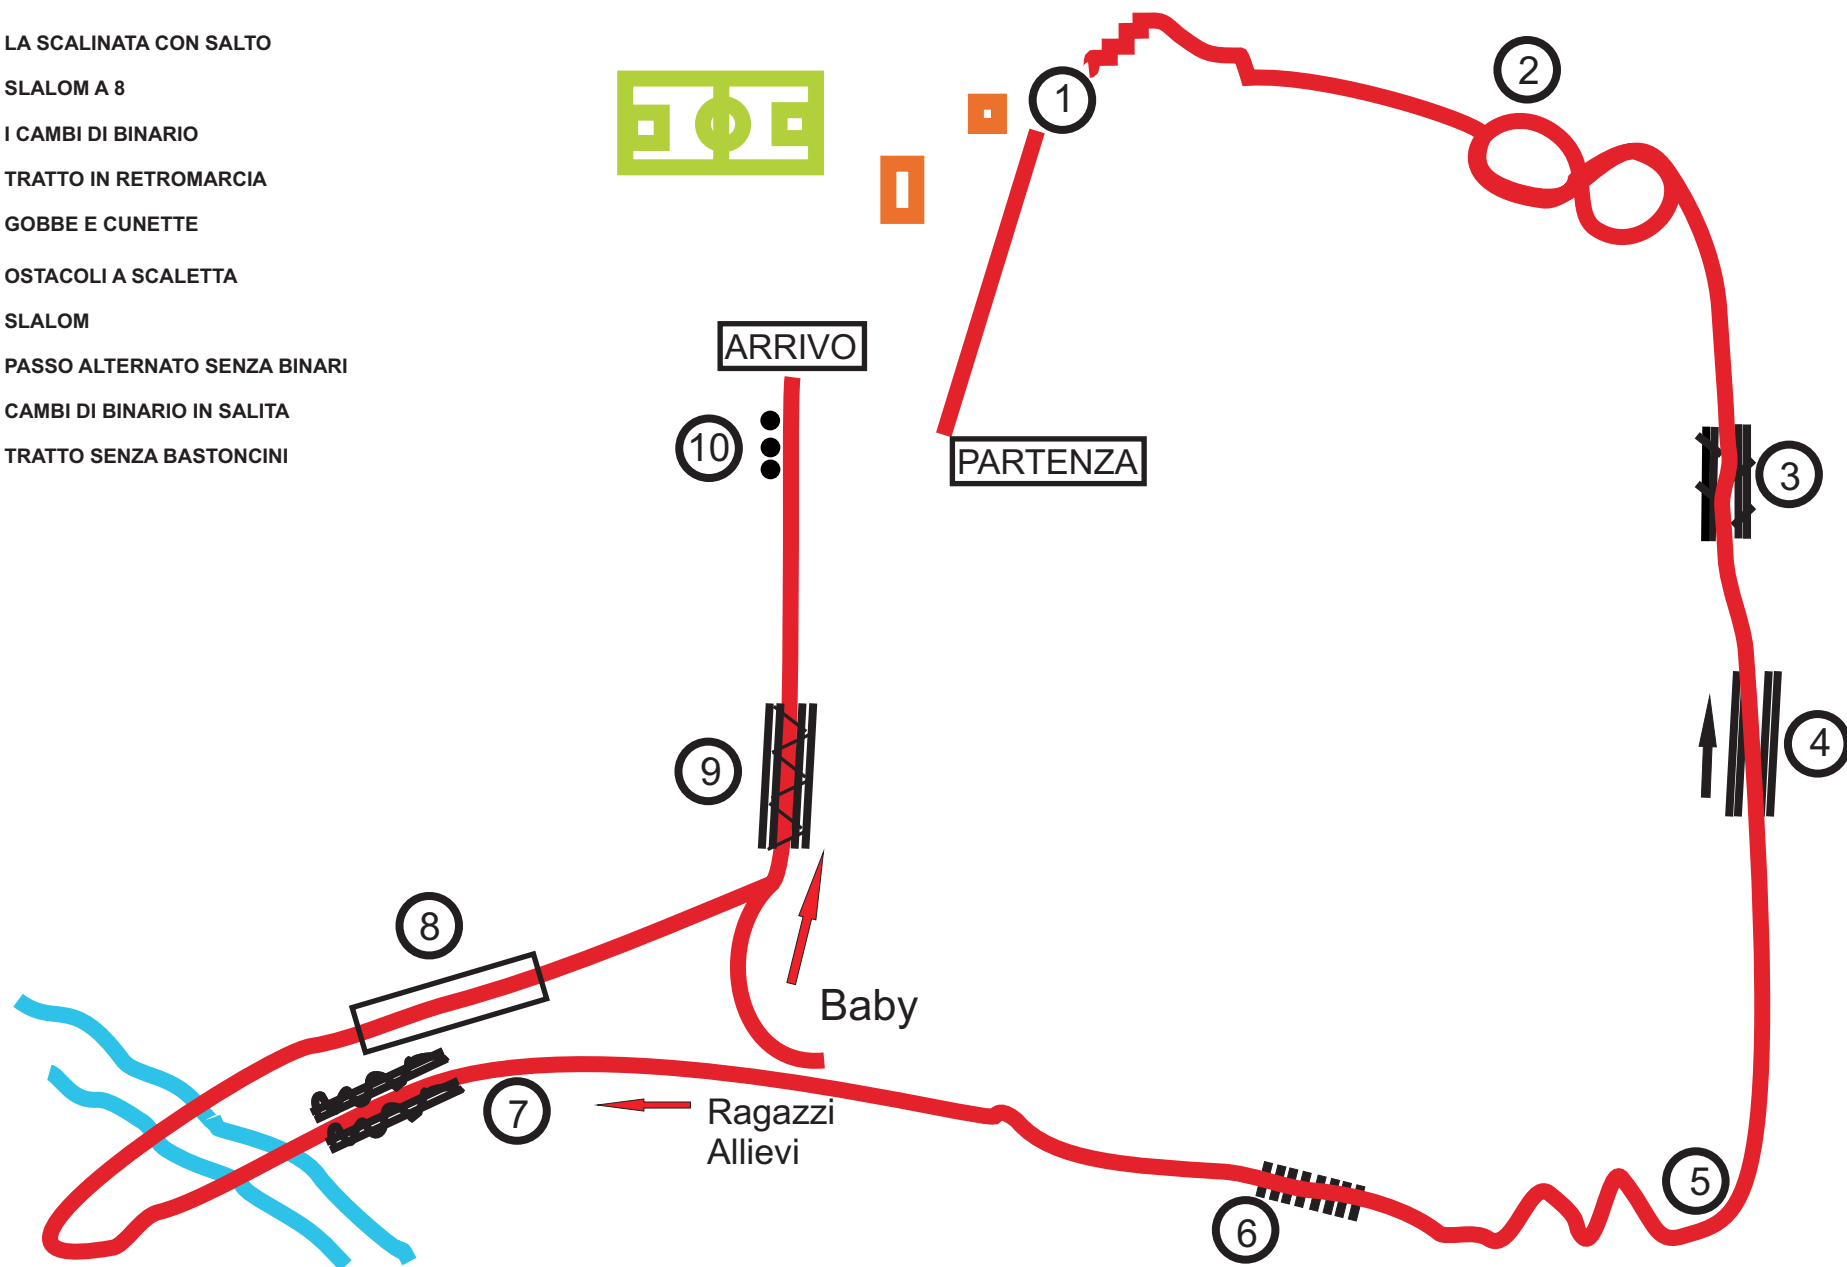 LA SCALINATA CON SALTO
SLALOM A 8
I CAMBI DI BINARIO
TRATTO IN RETROMARCIA
GOBBE E CUNETTE
OSTACOLI A SCALETTA
SLALOM
PASSO ALTERNATO SENZA BINARI
CAMBI DI BINARIO IN SALITA
TRATTO SENZA BASTONCINI
1
2
ARRIVO
10
PARTENZA
3
4
9
8
Baby
7
Ragazzi
Allievi
5
6